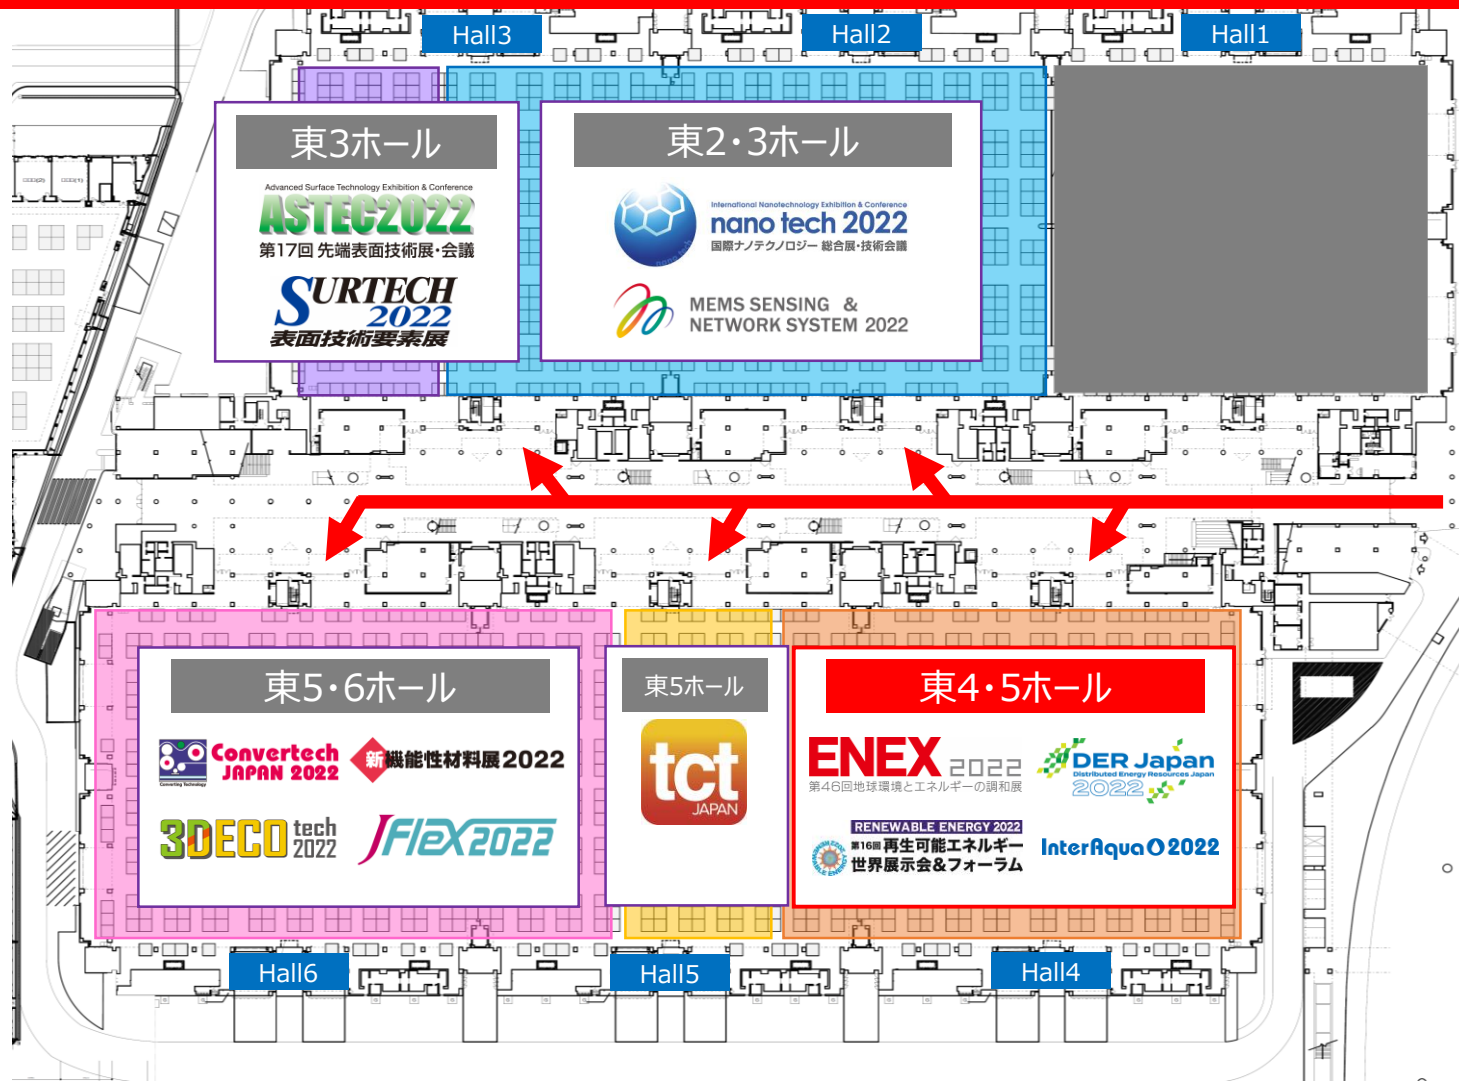 Hall3
Hall2
Hall1
東3ホール
Advanced Surface Technology Exhibition & Conference
ASTEC2022
第17回 先端表面技術展・会議
SURTECH
2022
表面技術要素展
東2・3ホール
International Nanotechnology Exhibition & Conference
nano tech 2022
国際ナノテクノロジー 総合展・技術会議
nano tech
MEMS SENSING &
NETWORK SYSTEM 2022
東5・6ホール
Convertech
JAPAN 2022
Converting Technology
新機能性材料展2022
3DECO tech
2022
JFlex2022
東5ホール
tct
JAPAN
東4・5ホール
ENEX 2022
第46回地球環境とエネルギーの調和展
DER Japan
Distributed Energy Resources Japan
2022
RENEWABLE ENERGY 2022
第16回 再生可能エネルギー
世界展示会&フォーラム
InterAqua 2022
Hall6
Hall5
Hall4